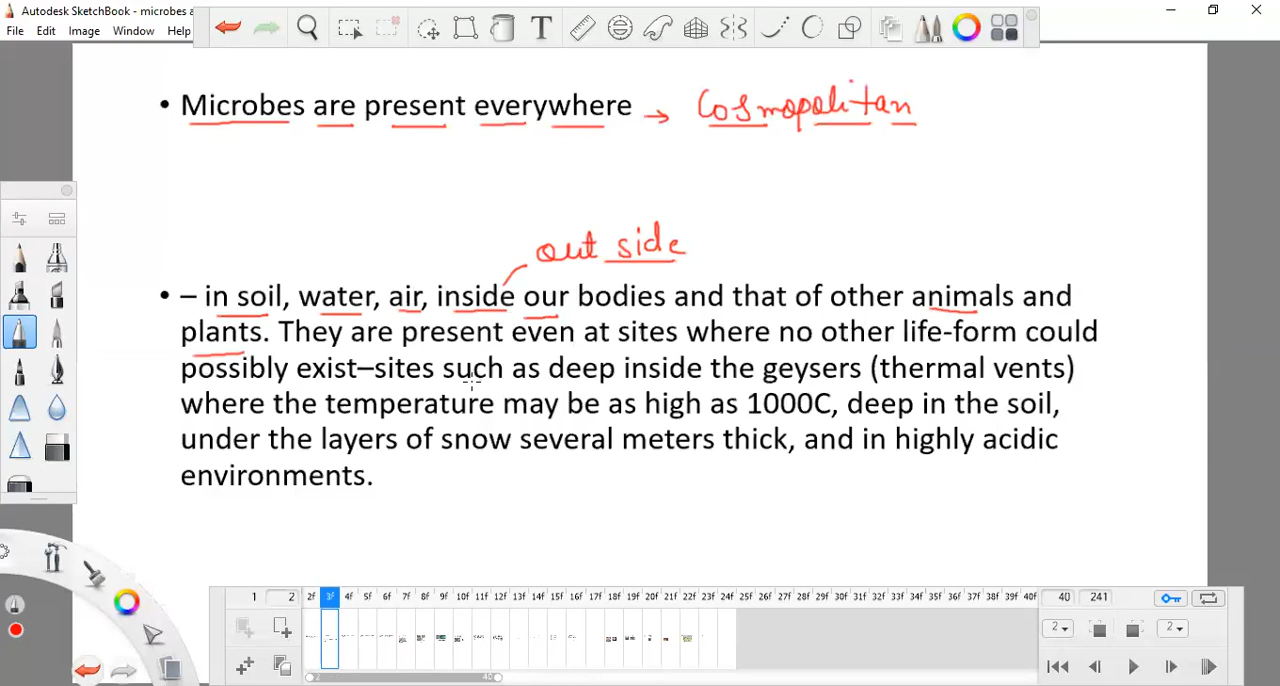 Autodesk SketchBook - microbes a
File Edit Image Window Help
• Microbes are present everywhere → Cosmopolitan
out side
• – in soil, water, air, inside our bodies and that of other animals and
plants. They are present even at sites where no other life-form could
possibly exist–sites such as deep inside the geysers (thermal vents)
where the temperature may be as high as 1000C, deep in the soil,
under the layers of snow several meters thick, and in highly acidic
environments.
1 2 2f 3f 4f 5f 6f 7f 8f 9f 10f 11f 12f 13f 14f 15f 16f 17f 18f 19f 20f 21f 22f 23f 24f 25f 26f 27f 28f 29f 30f 31f 32f 33f 34f 35f 36f 37f 38f 39f 40f 40 241
2 2
2 40